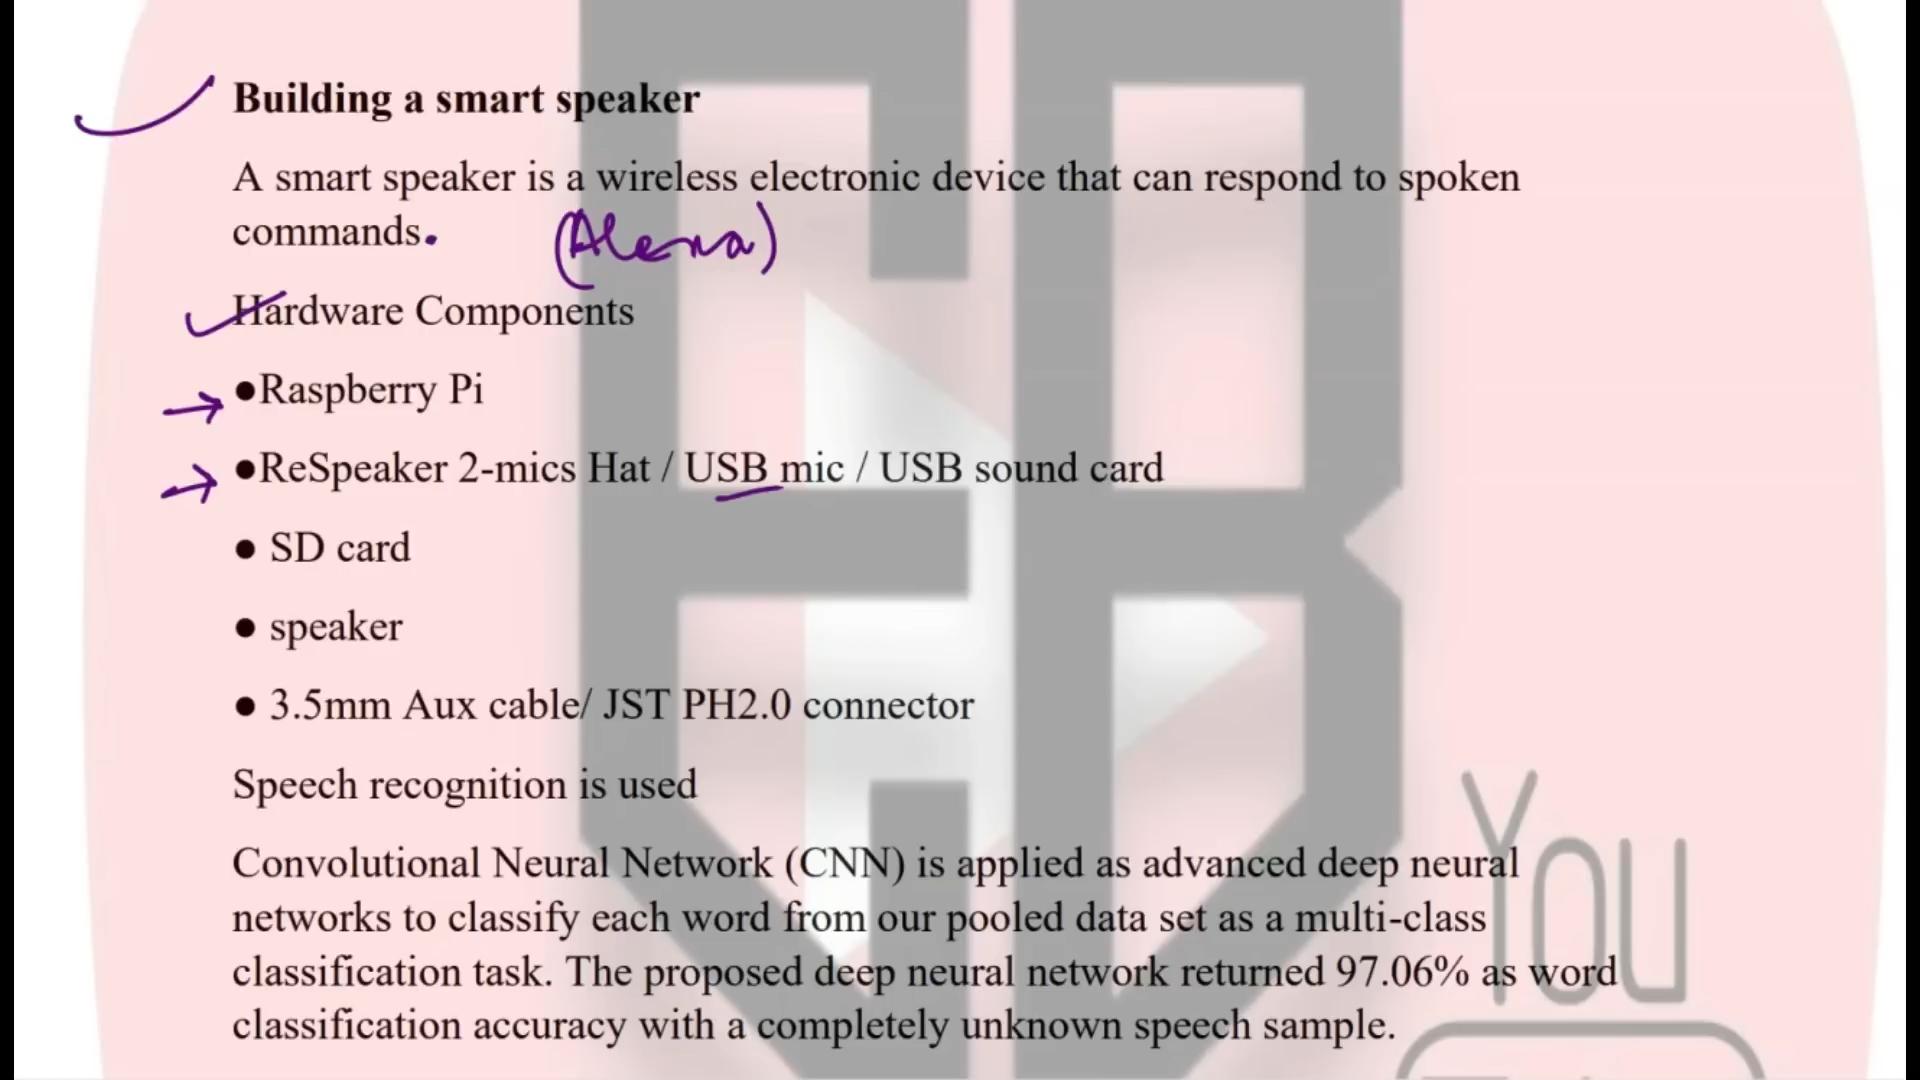 Building a smart speaker
A smart speaker is a wireless electronic device that can respond to spoken
commands.
(Alexa)
Hardware Components
●Raspberry Pi
●ReSpeaker 2-mics Hat / USB mic / USB sound card
● SD card
● speaker
● 3.5mm Aux cable/ JST PH2.0 connector
Speech recognition is used
Convolutional Neural Network (CNN) is applied as advanced deep neural
networks to classify each word from our pooled data set as a multi-class
classification task. The proposed deep neural network returned 97.06% as word
classification accuracy with a completely unknown speech sample.
You